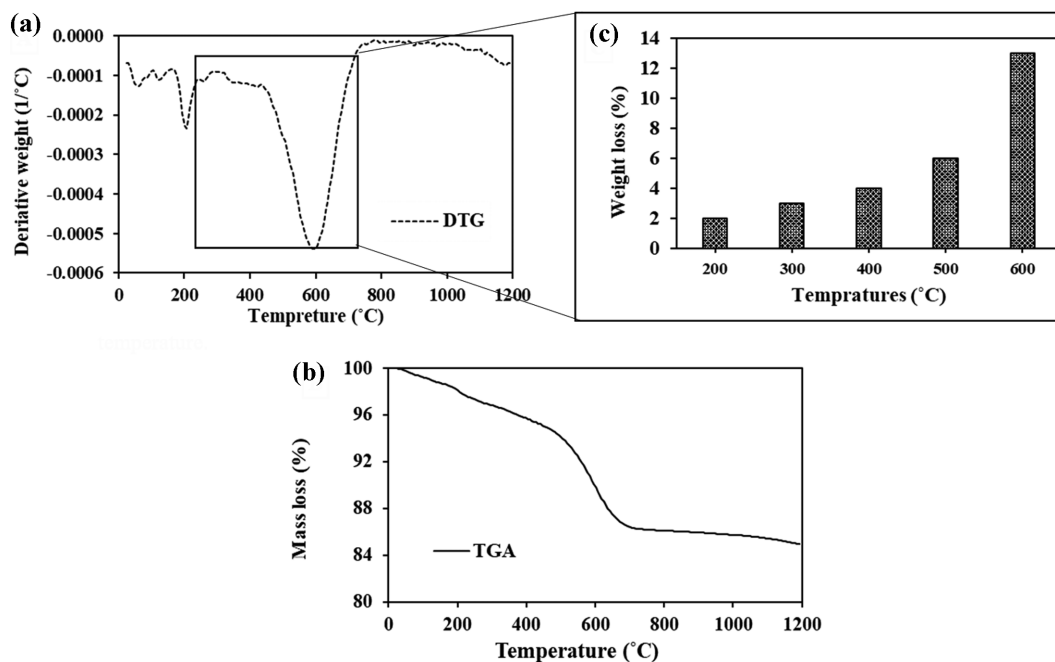 (a)
0.0000
-0.0001
-0.0002
-0.0003
-0.0004
-0.0005
-0.0006
Deriative weight (1/˚C)
DTG
0 200 400 600 800 1000 1200
Tempreture (˚C)
(c)
14
12
10
8
6
4
2
0
Weight loss (%)
200 300 400 500 600
Tempratures (˚C)
temperature.
(b)
100
96
92
88
84
80
Mass loss (%)
TGA
0 200 400 600 800 1000 1200
Temperature (˚C)